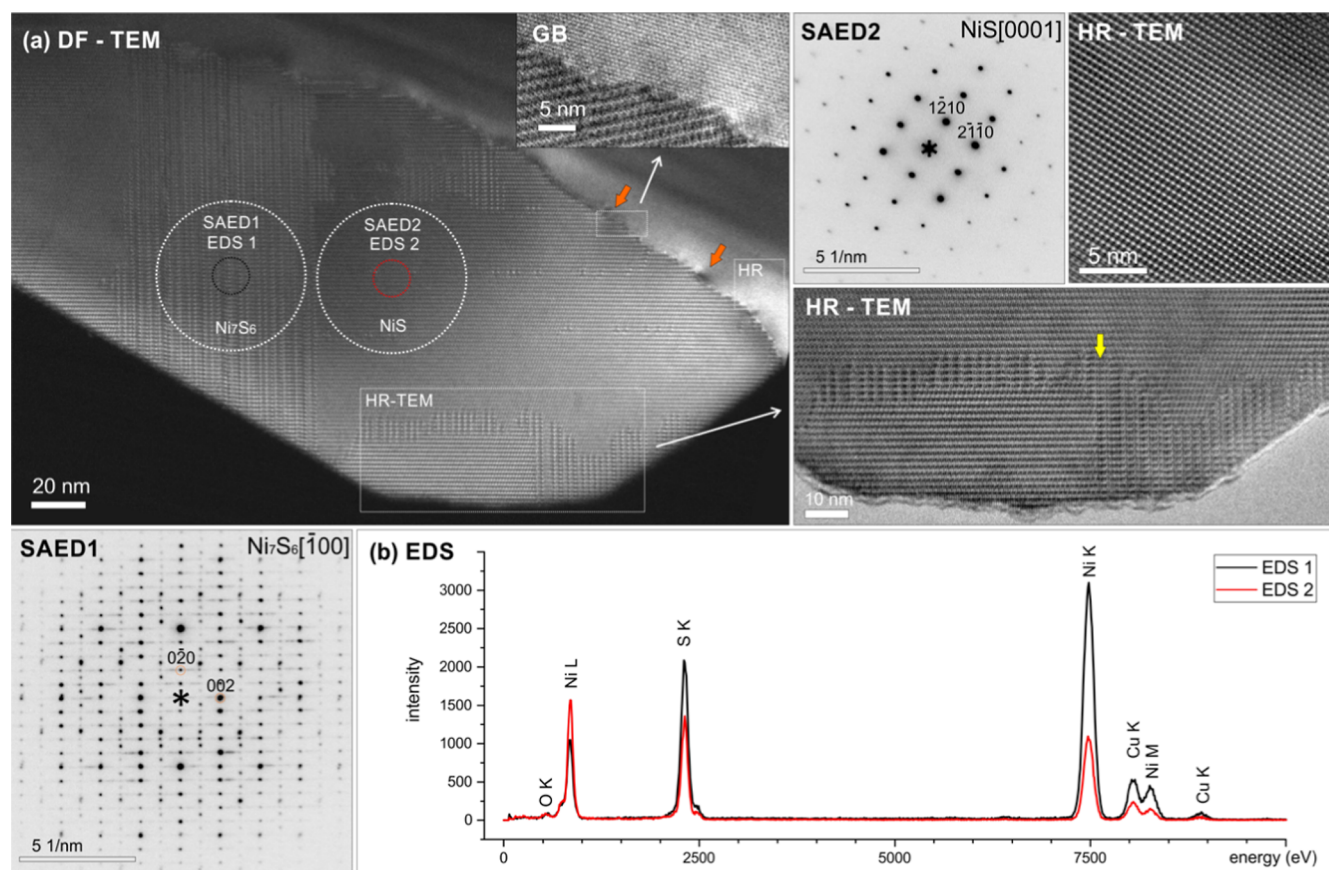 (a) DF - TEM
GB
5 nm
SAED1
EDS 1
Ni₇S₆
SAED2
EDS 2
NiS
HR
HR-TEM
20 nm
SAED2
NiS[0001]
12̄10
21̄1̄0
5 1/nm
HR - TEM
5 nm
HR - TEM
10 nm
SAED1
Ni₇S₆[1̄00]
02̄0
002
5 1/nm
(b) EDS
EDS 1
EDS 2
intensity
3000
2500
2000
1500
1000
500
0
O K
Ni L
S K
Ni K
Cu K
Ni M
Cu K
0
2500
5000
7500
energy (eV)